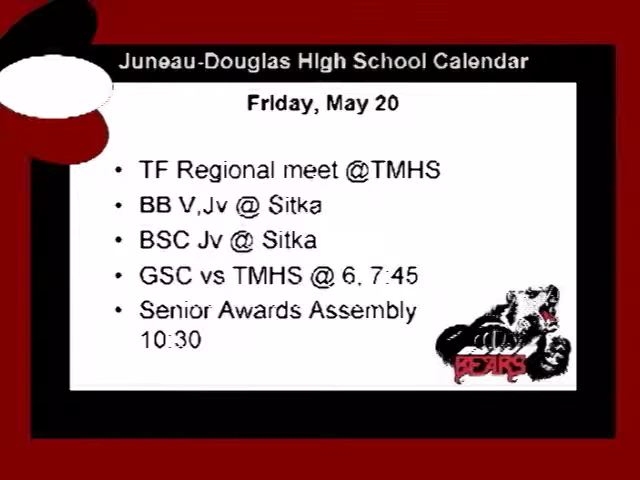 Juneau-Douglas High School Calendar
Friday, May 20
• TF Regional meet @TMHS
• BB V,Jv @ Sitka
• BSC Jv @ Sitka
• GSC vs TMHS @ 6, 7:45
• Senior Awards Assembly
10:30
BEARS